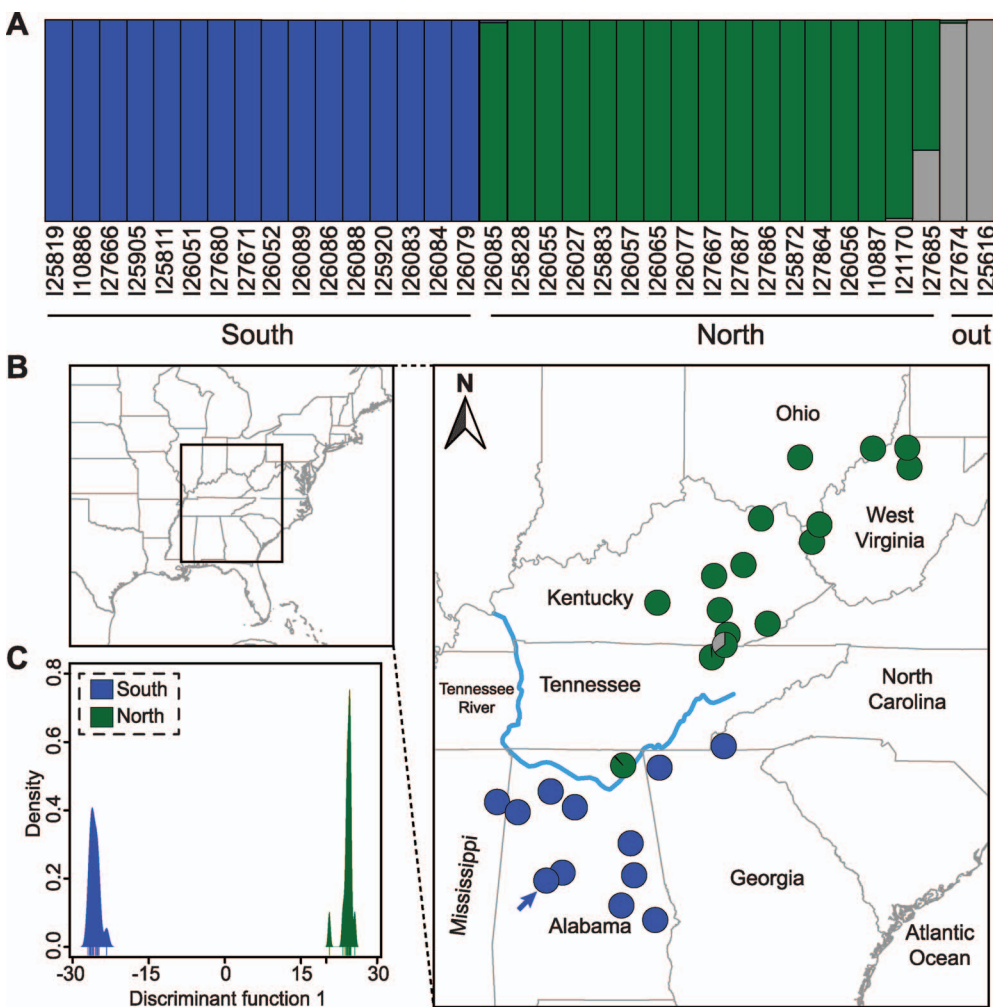 A
I25819
I10886
I27666
I259905
I25811
I26051
I27680
I27671
I260052
I26089
I26086
I26088
I259920
I26083
I26084
I26079
I26085
I25828
I26055
I26027
I25883
I26057
I26065
I26077
I27667
I27687
I27686
I25872
I27864
I26056
I10887
I21170
I27685
I27674
I25616
South
North
out
B
N
Ohio
West
Virginia
Kentucky
Tennessee
River
Tennessee
North
Carolina
Mississippi
Alabama
Georgia
Atlantic
Ocean
C
South
North
Density
0.8
0.6
0.4
0.2
0.0
-30
-15
0
15
30
Discriminant function 1